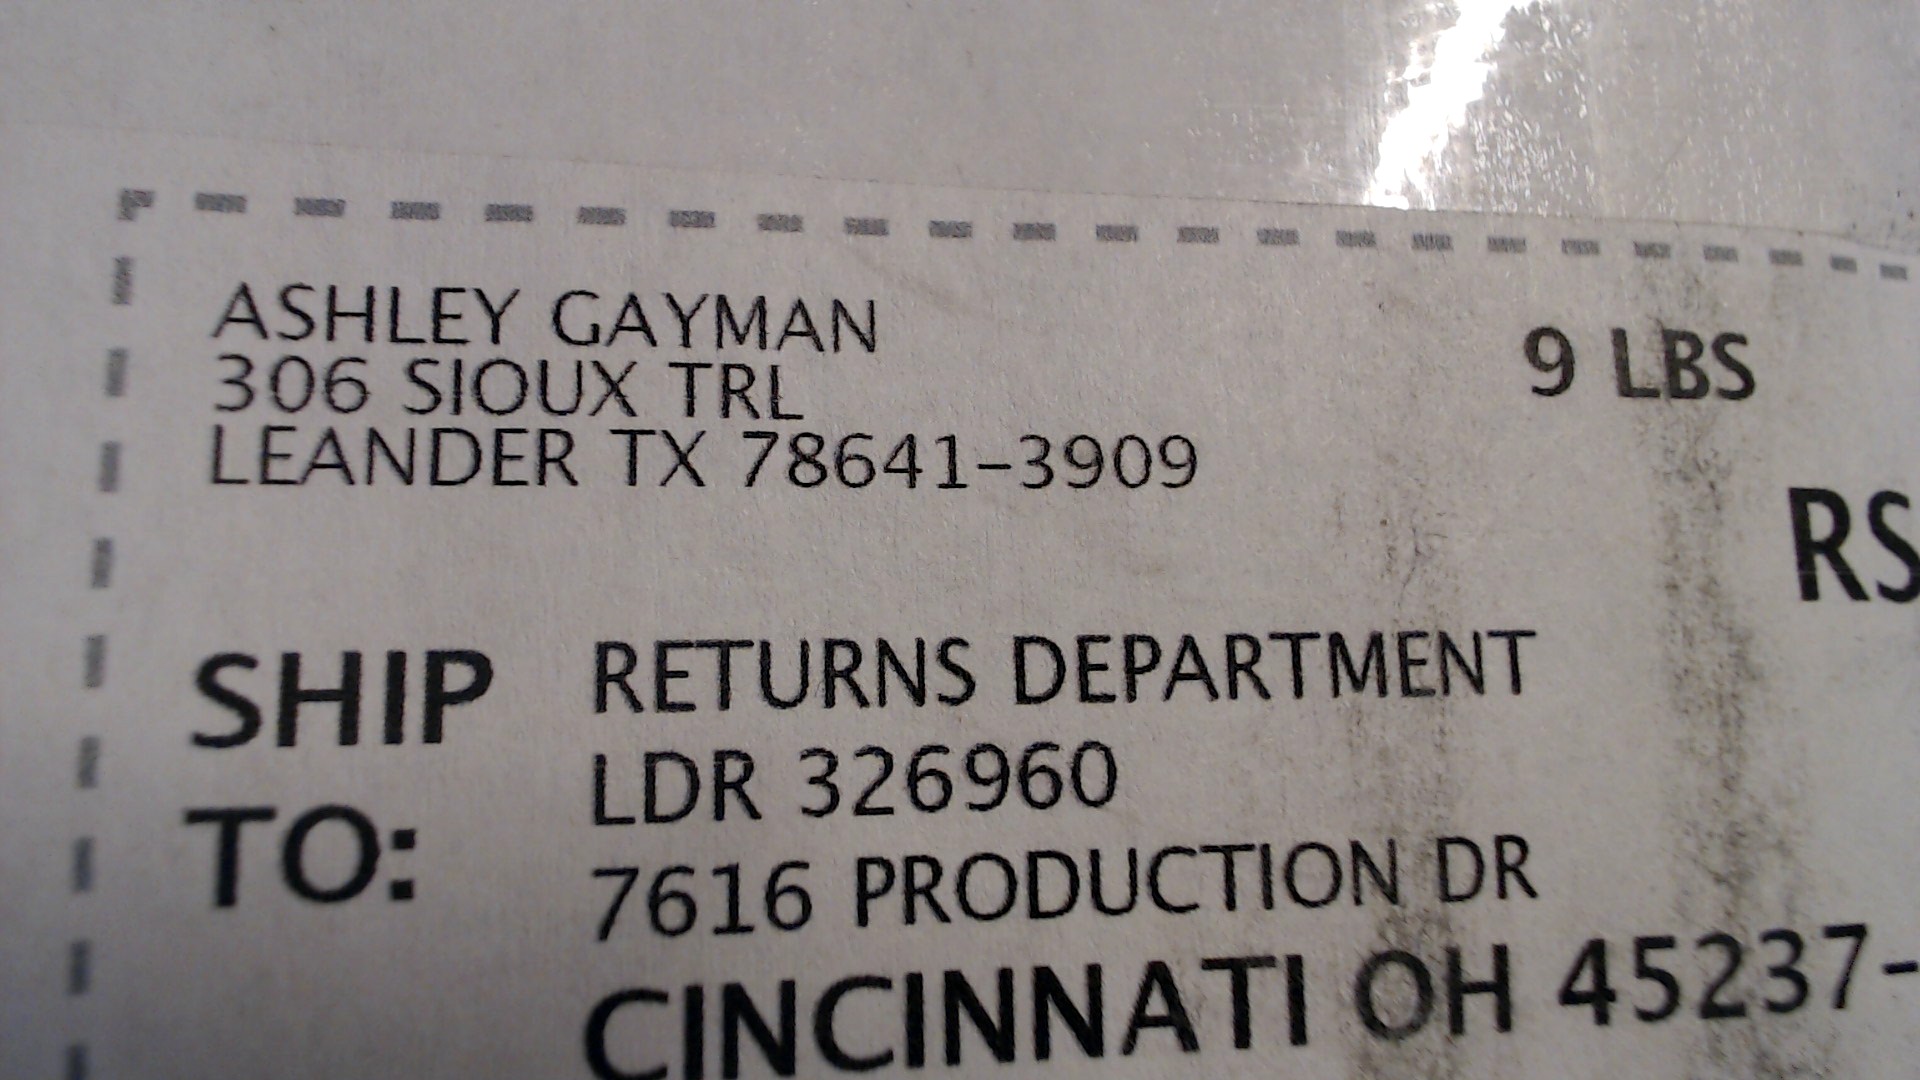 ASHLEY GAYMAN
306 SIOUX TRL
LEANDER TX 78641-3909
9 LBS
RS
SHIP TO:
RETURNS DEPARTMENT
LDR 326960
7616 PRODUCTION DR
CINCINNATI OH 45237-